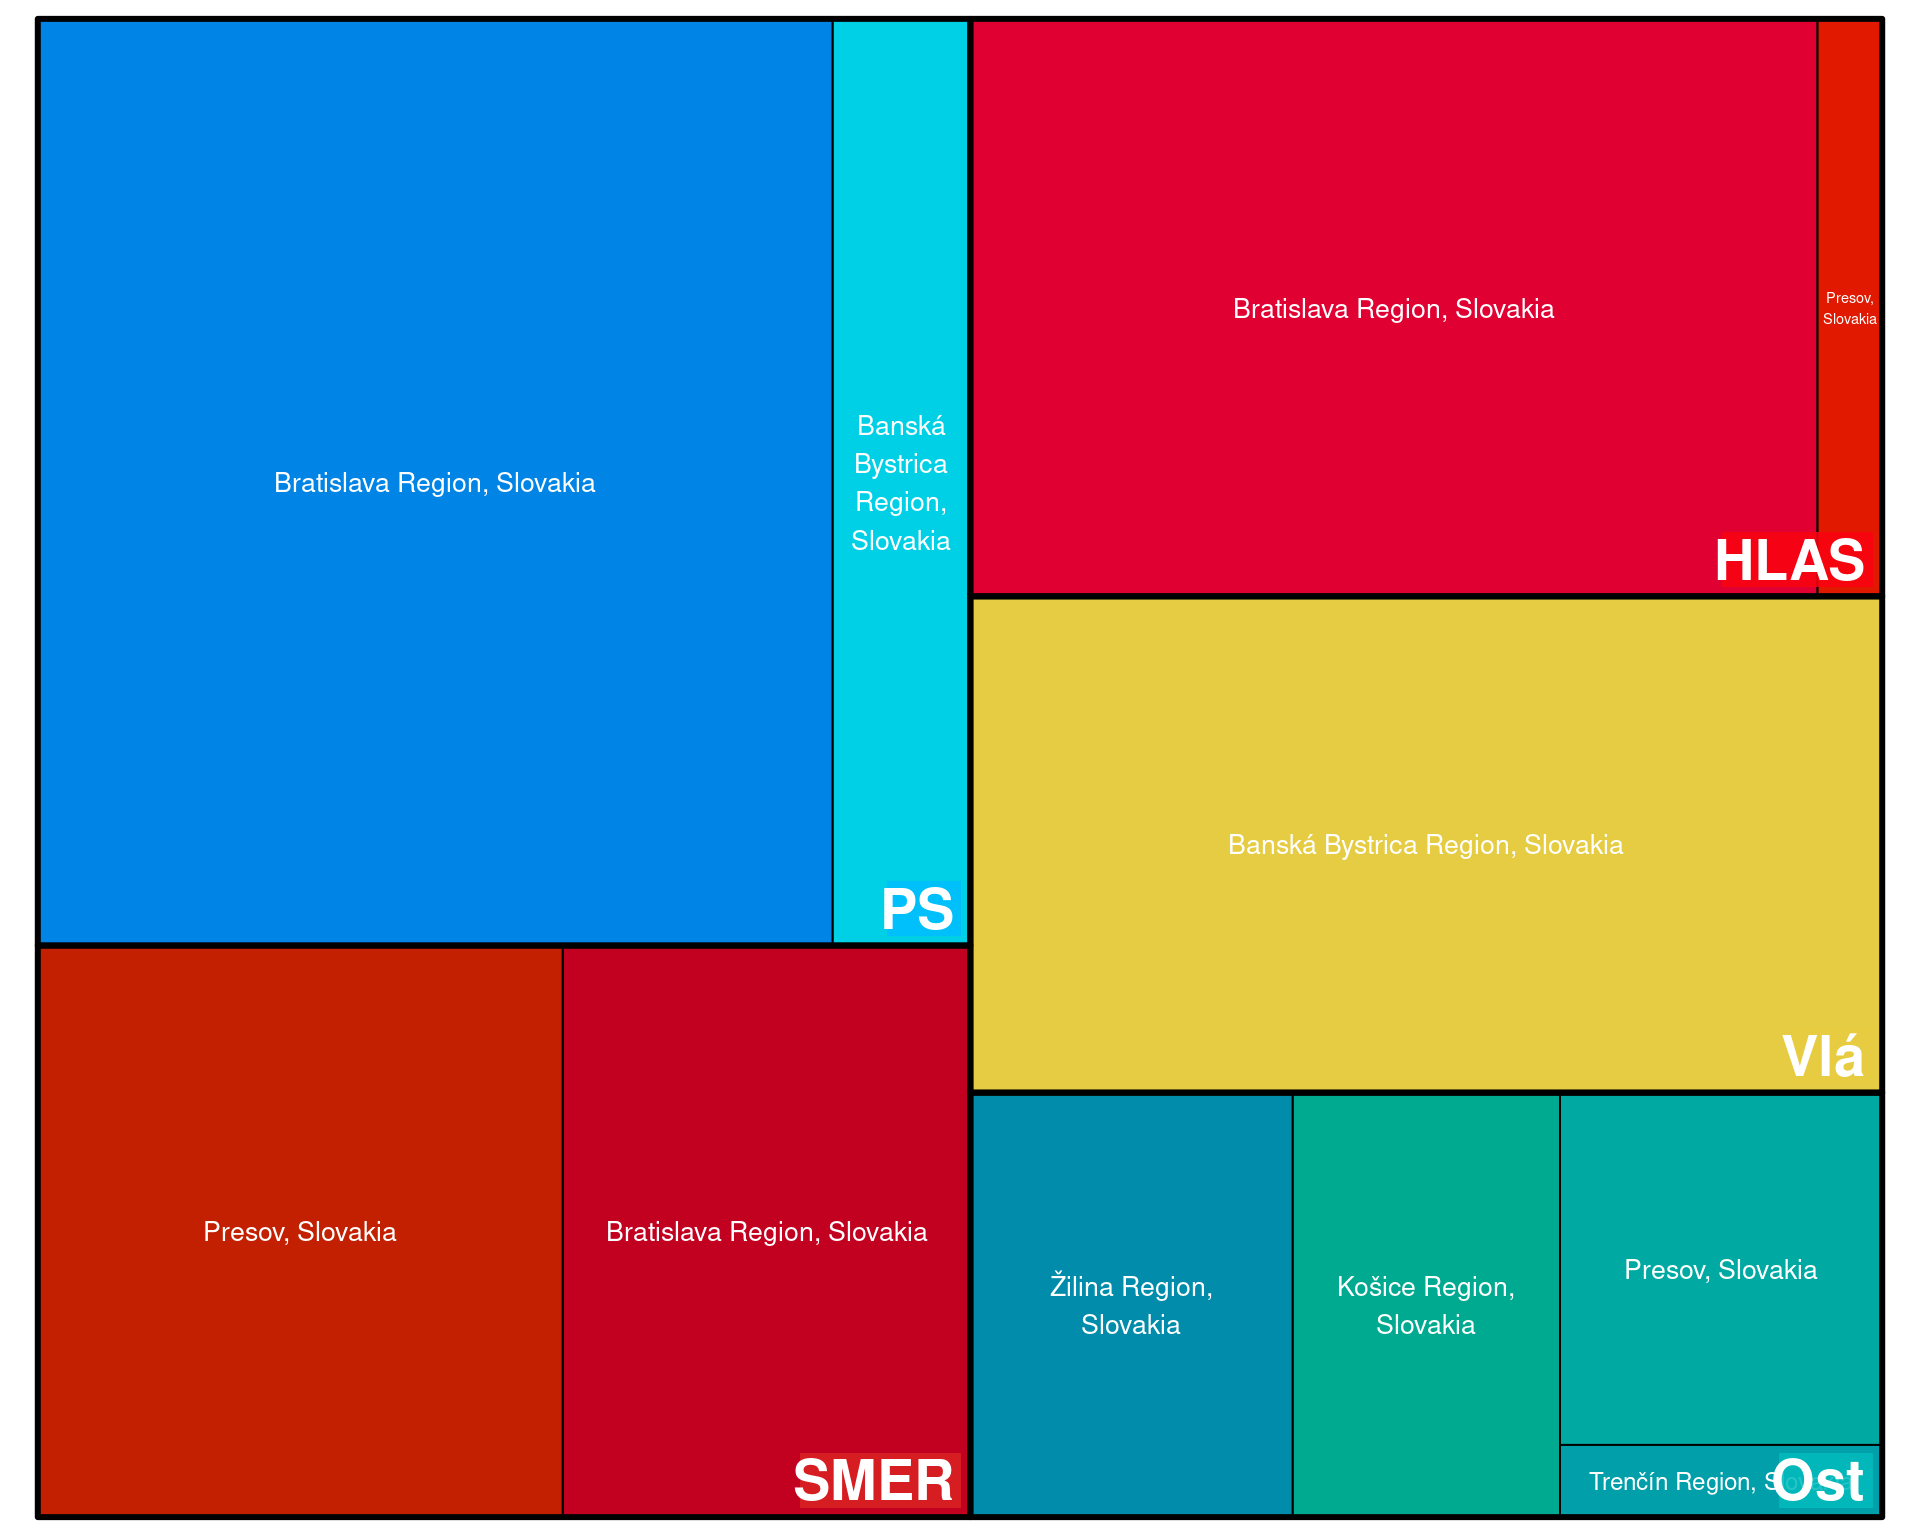 Bratislava Region, Slovakia
Banská
Bystrica
Region,
Slovakia
PS
Bratislava Region, Slovakia
Presov,
Slovakia
HLAS
Banská Bystrica Region, Slovakia
Vlá
Presov, Slovakia
Bratislava Region, Slovakia
SMER
Žilina Region,
Slovakia
Košice Region,
Slovakia
Presov, Slovakia
Trenčín Region,
Ost